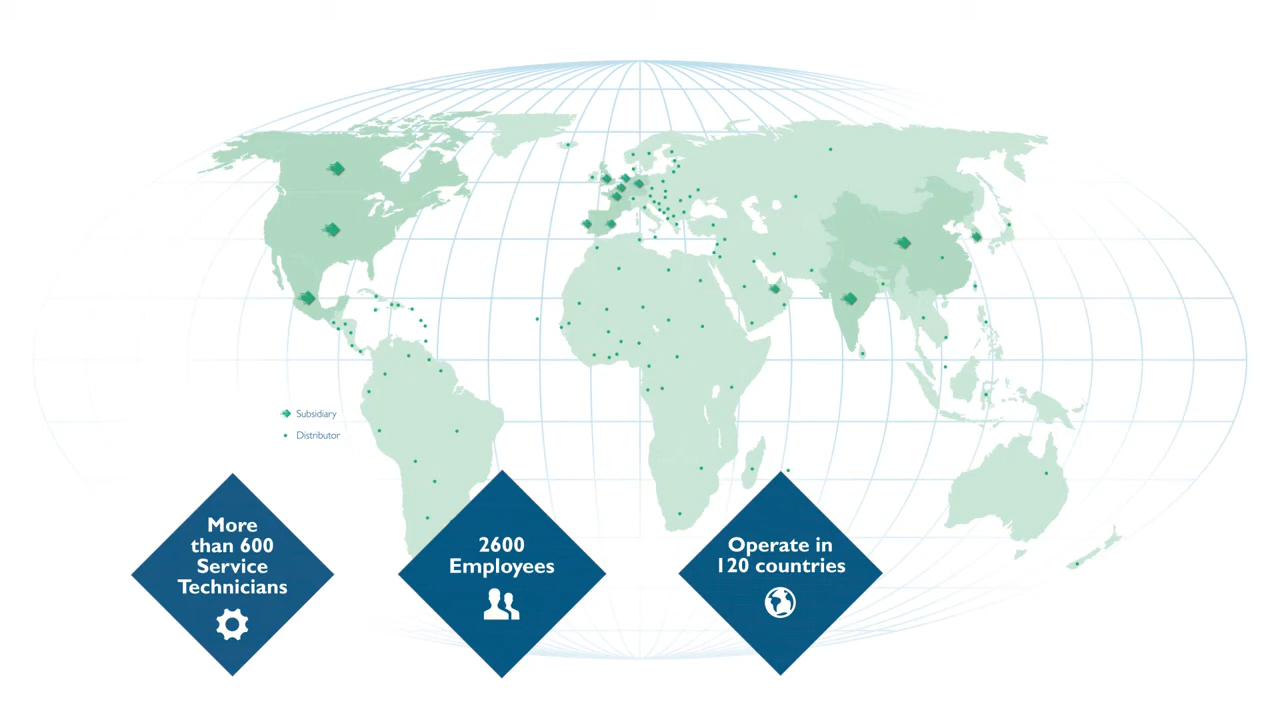 Subsidiary
Distributor
More
than 600
Service
Technicians
2600
Employees
Operate in
120 countries